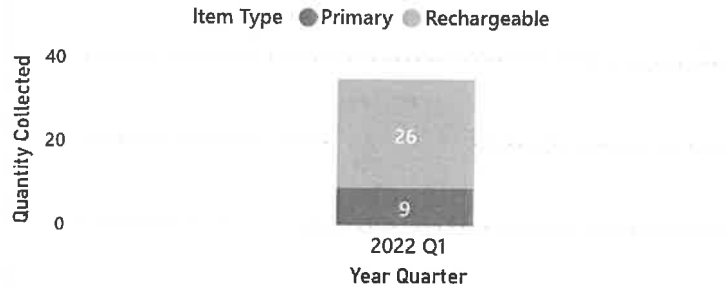 Item Type Primary Rechargeable
Quantity Collected
40
20
0
26
9
2022 Q1
Year Quarter